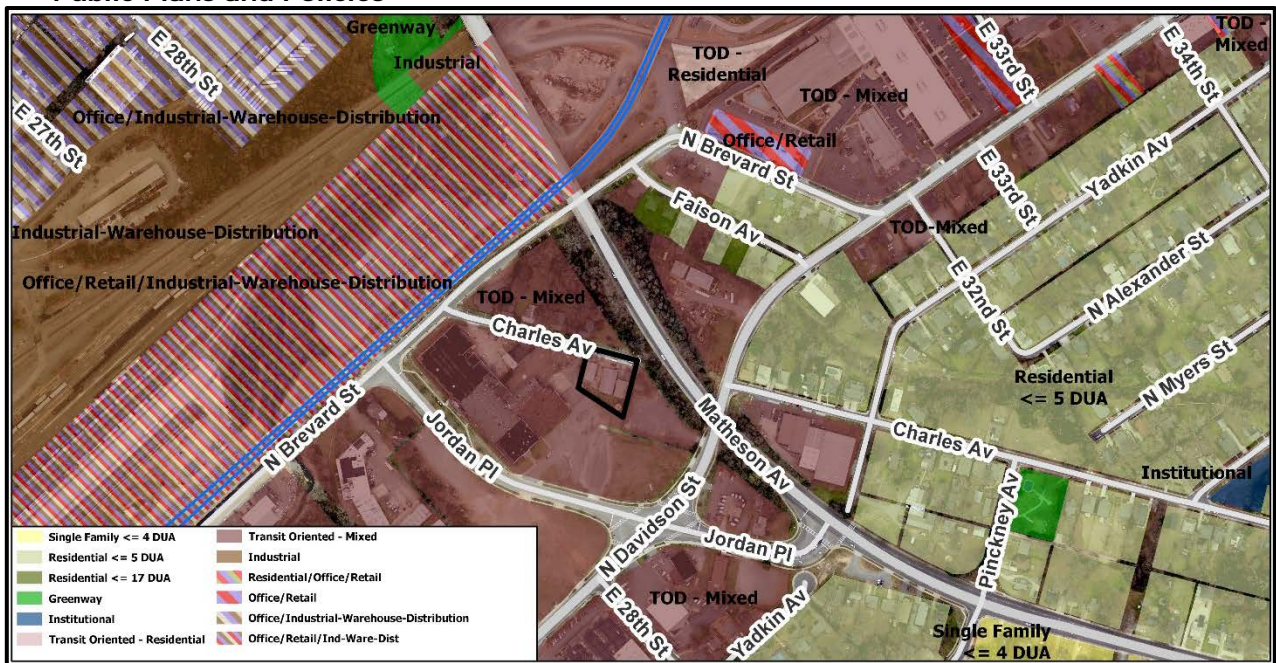 Public Plans and Policies
E 28th St
E 27th St
Greenway
Industrial
Office/Industrial-Warehouse-Distribution
Industrial-Warehouse-Distribution
Office/Retail/Industrial-Warehouse-Distribution
TOD -
Residential
TOD - Mixed
E 33rd St
E 34th St
TOD -
Mixed
Office/Retail
N Brevard St
Faison Av
Yadkin Av
E 33rd St
TOD-Mixed
E 32nd St
N Alexander St
N Myers St
Residential
<= 5 DUA
TOD - Mixed
Charles Av
N Brevard St
Jordan Pl
Matheson Av
Charles Av
Institutional
Pinckney Av
N Davidson St
Jordan Pl
E 28th St
TOD - Mixed
Yadkin Av
Single Family
<= 4 DUA
Single Family <= 4 DUA
Residential <= 5 DUA
Residential <= 17 DUA
Greenway
Institutional
Transit Oriented - Residential
Transit Oriented - Mixed
Industrial
Residential/Office/Retail
Office/Retail
Office/Industrial-Warehouse-Distribution
Office/Retail/Ind-Ware-Dist